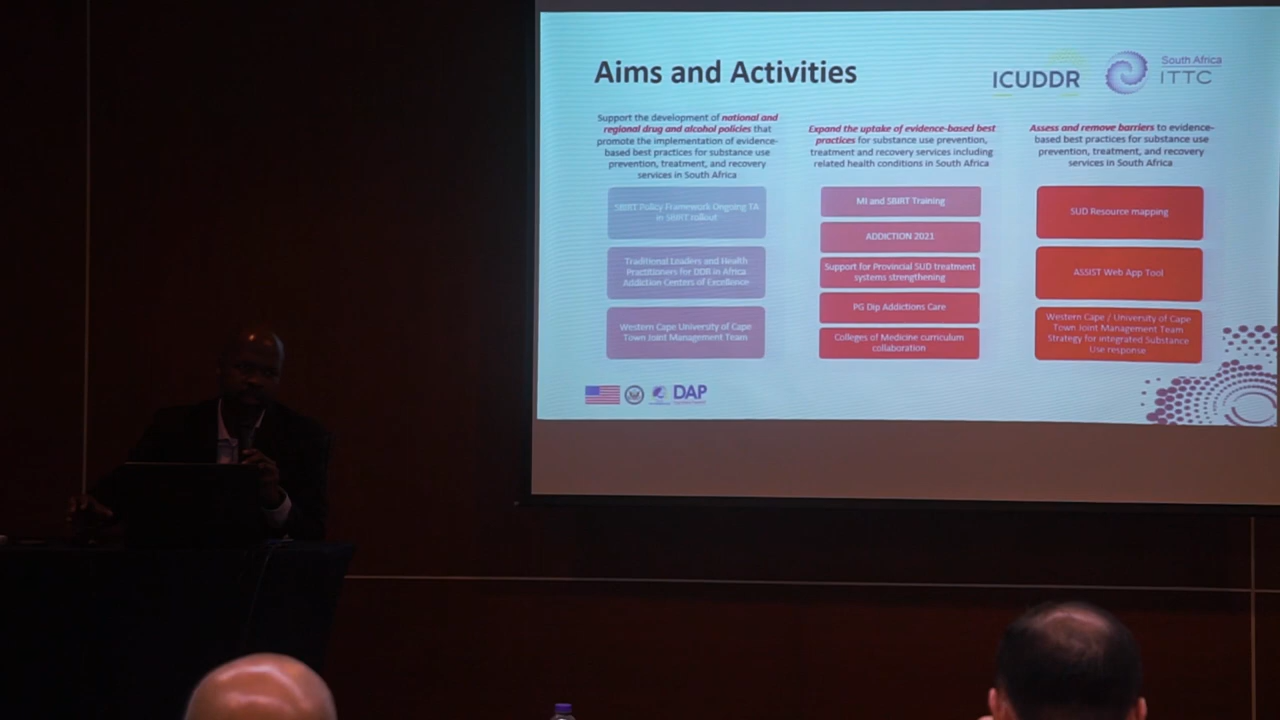 Aims and Activities
ICUDDR
South Africa
ITTC
Support the development of national and
regional drug and alcohol policies that
promote the implementation of evidence-
based best practices for substance use
prevention, treatment, and recovery
services in South Africa
SBIRT Policy Framework Ongoing TA
in SBIRT rollout
Traditional Leaders and Health
Practitioners for DDR in Africa
Addiction Centers of Excellence
Western Cape University of Cape
Town Joint Management Team
Expand the uptake of evidence-based best
practices for substance use prevention,
treatment and recovery services including
related health conditions in South Africa
MI and SBIRT Training
ADDICTION 2021
Support for Provincial SUD treatment
systems strengthening
PG Dip Addictions Care
Colleges of Medicine curriculum
collaboration
Assess and remove barriers to evidence-
based best practices for substance use
prevention, treatment, and recovery
services in South Africa
SUD Resource mapping
ASSIST Web App Tool
Western Cape / University of Cape
Town Joint Management Team
Strategy for integrated Substance
Use response
DAP